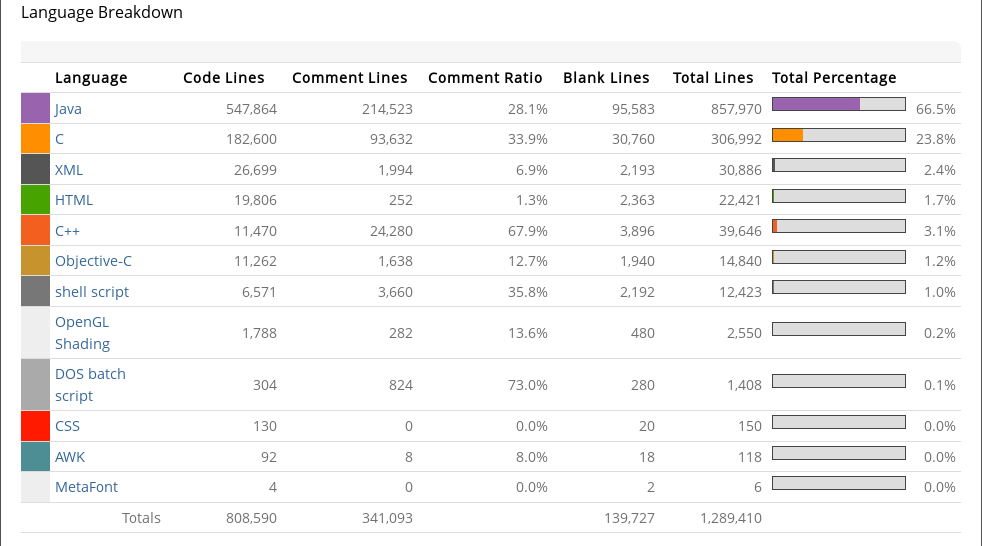 Language Breakdown
Language Code Lines Comment Lines Comment Ratio Blank Lines Total Lines Total Percentage
Java 547,864 214,523 28.1% 95,583 857,970 66.5%
C 182,600 93,632 33.9% 30,760 306,992 23.8%
XML 26,699 1,994 6.9% 2,193 30,886 2.4%
HTML 19,806 252 1.3% 2,363 22,421 1.7%
C++ 11,470 24,280 67.9% 3,896 39,646 3.1%
Objective-C 11,262 1,638 12.7% 1,940 14,840 1.2%
shell script 6,571 3,660 35.8% 2,192 12,423 1.0%
OpenGL
Shading 1,788 282 13.6% 480 2,550 0.2%
DOS batch
script 304 824 73.0% 280 1,408 0.1%
CSS 130 0 0.0% 20 150 0.0%
AWK 92 8 8.0% 18 118 0.0%
MetaFont 4 0 0.0% 2 6 0.0%
Totals 808,590 341,093 139,727 1,289,410